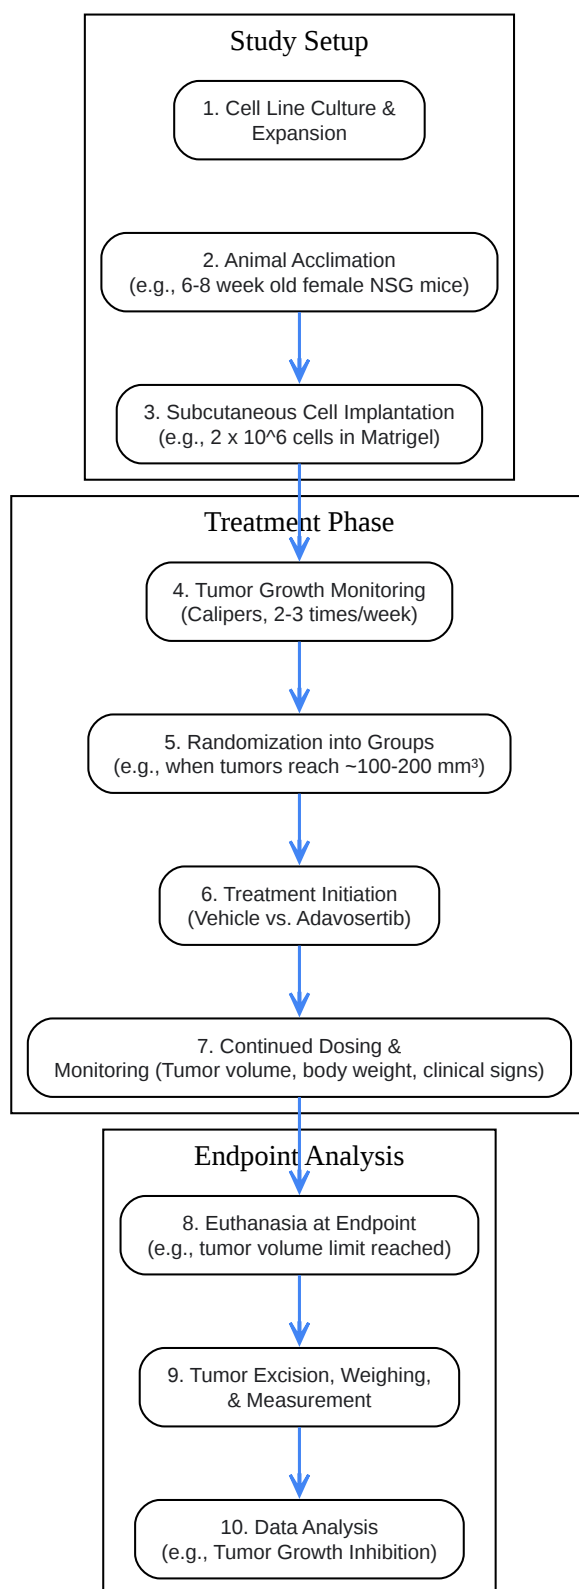 Study Setup
1. Cell Line Culture &
Expansion
2. Animal Acclimation
(e.g., 6-8 week old female NSG mice)
3. Subcutaneous Cell Implantation
(e.g., 2 x 10^6 cells in Matrigel)
Treatment Phase
4. Tumor Growth Monitoring
(Calipers, 2-3 times/week)
5. Randomization into Groups
(e.g., when tumors reach ~100-200 mm³)
6. Treatment Initiation
(Vehicle vs. Adavosertib)
7. Continued Dosing &
Monitoring (Tumor volume, body weight, clinical signs)
Endpoint Analysis
8. Euthanasia at Endpoint
(e.g., tumor volume limit reached)
9. Tumor Excision, Weighing,
& Measurement
10. Data Analysis
(e.g., Tumor Growth Inhibition)